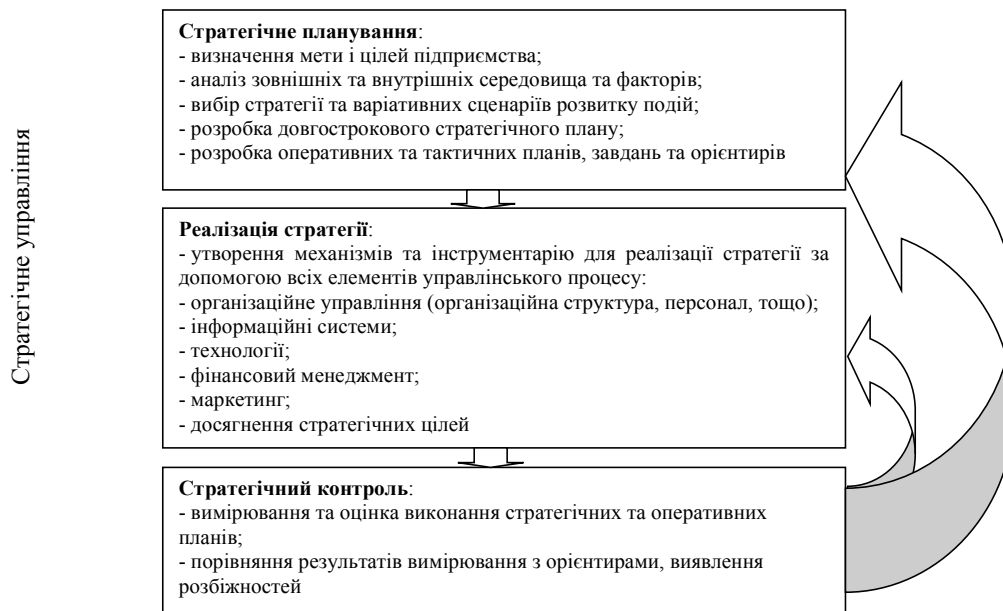 Стратегічне управління
Стратегічне планування:
- визначення мети і цілей підприємства;
- аналіз зовнішніх та внутрішніх середовища та факторів;
- вибір стратегії та варіативних сценаріїв розвитку подій;
- розробка довгострокового стратегічного плану;
- розробка оперативних та тактичних планів, завдань та орієнтирів
Реалізація стратегії:
- утворення механізмів та інструментарію для реалізації стратегії за
допомогою всіх елементів управлінського процесу:
- організаційне управління (організаційна структура, персонал, тощо);
- інформаційні системи;
- технології;
- фінансовий менеджмент;
- маркетинг;
- досягнення стратегічних цілей
Стратегічний контроль:
- вимірювання та оцінка виконання стратегічних та оперативних
планів;
- порівняння результатів вимірювання з орієнтирами, виявлення
розбіжностей